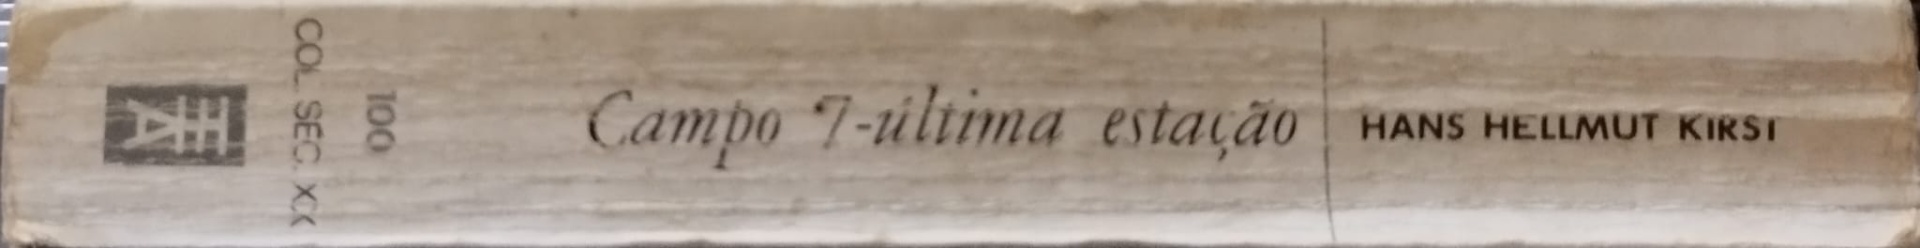 Campo 7-última estação
HANS HELLMUT KIRST
100
COL. SEC. XX